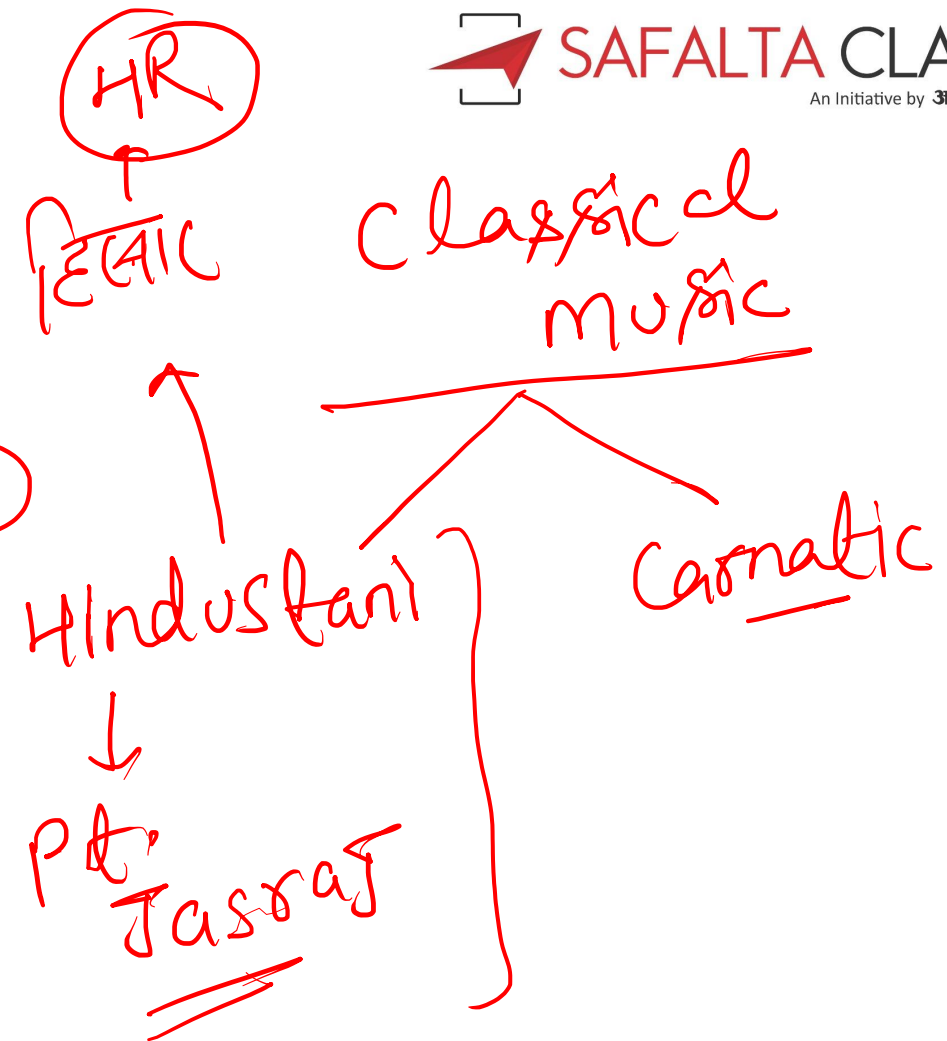 SAFALTA CLA
An Initiative by
HR
हिसार
Classical
music
Hindustani
Carnatic
Pt.
Jasraj